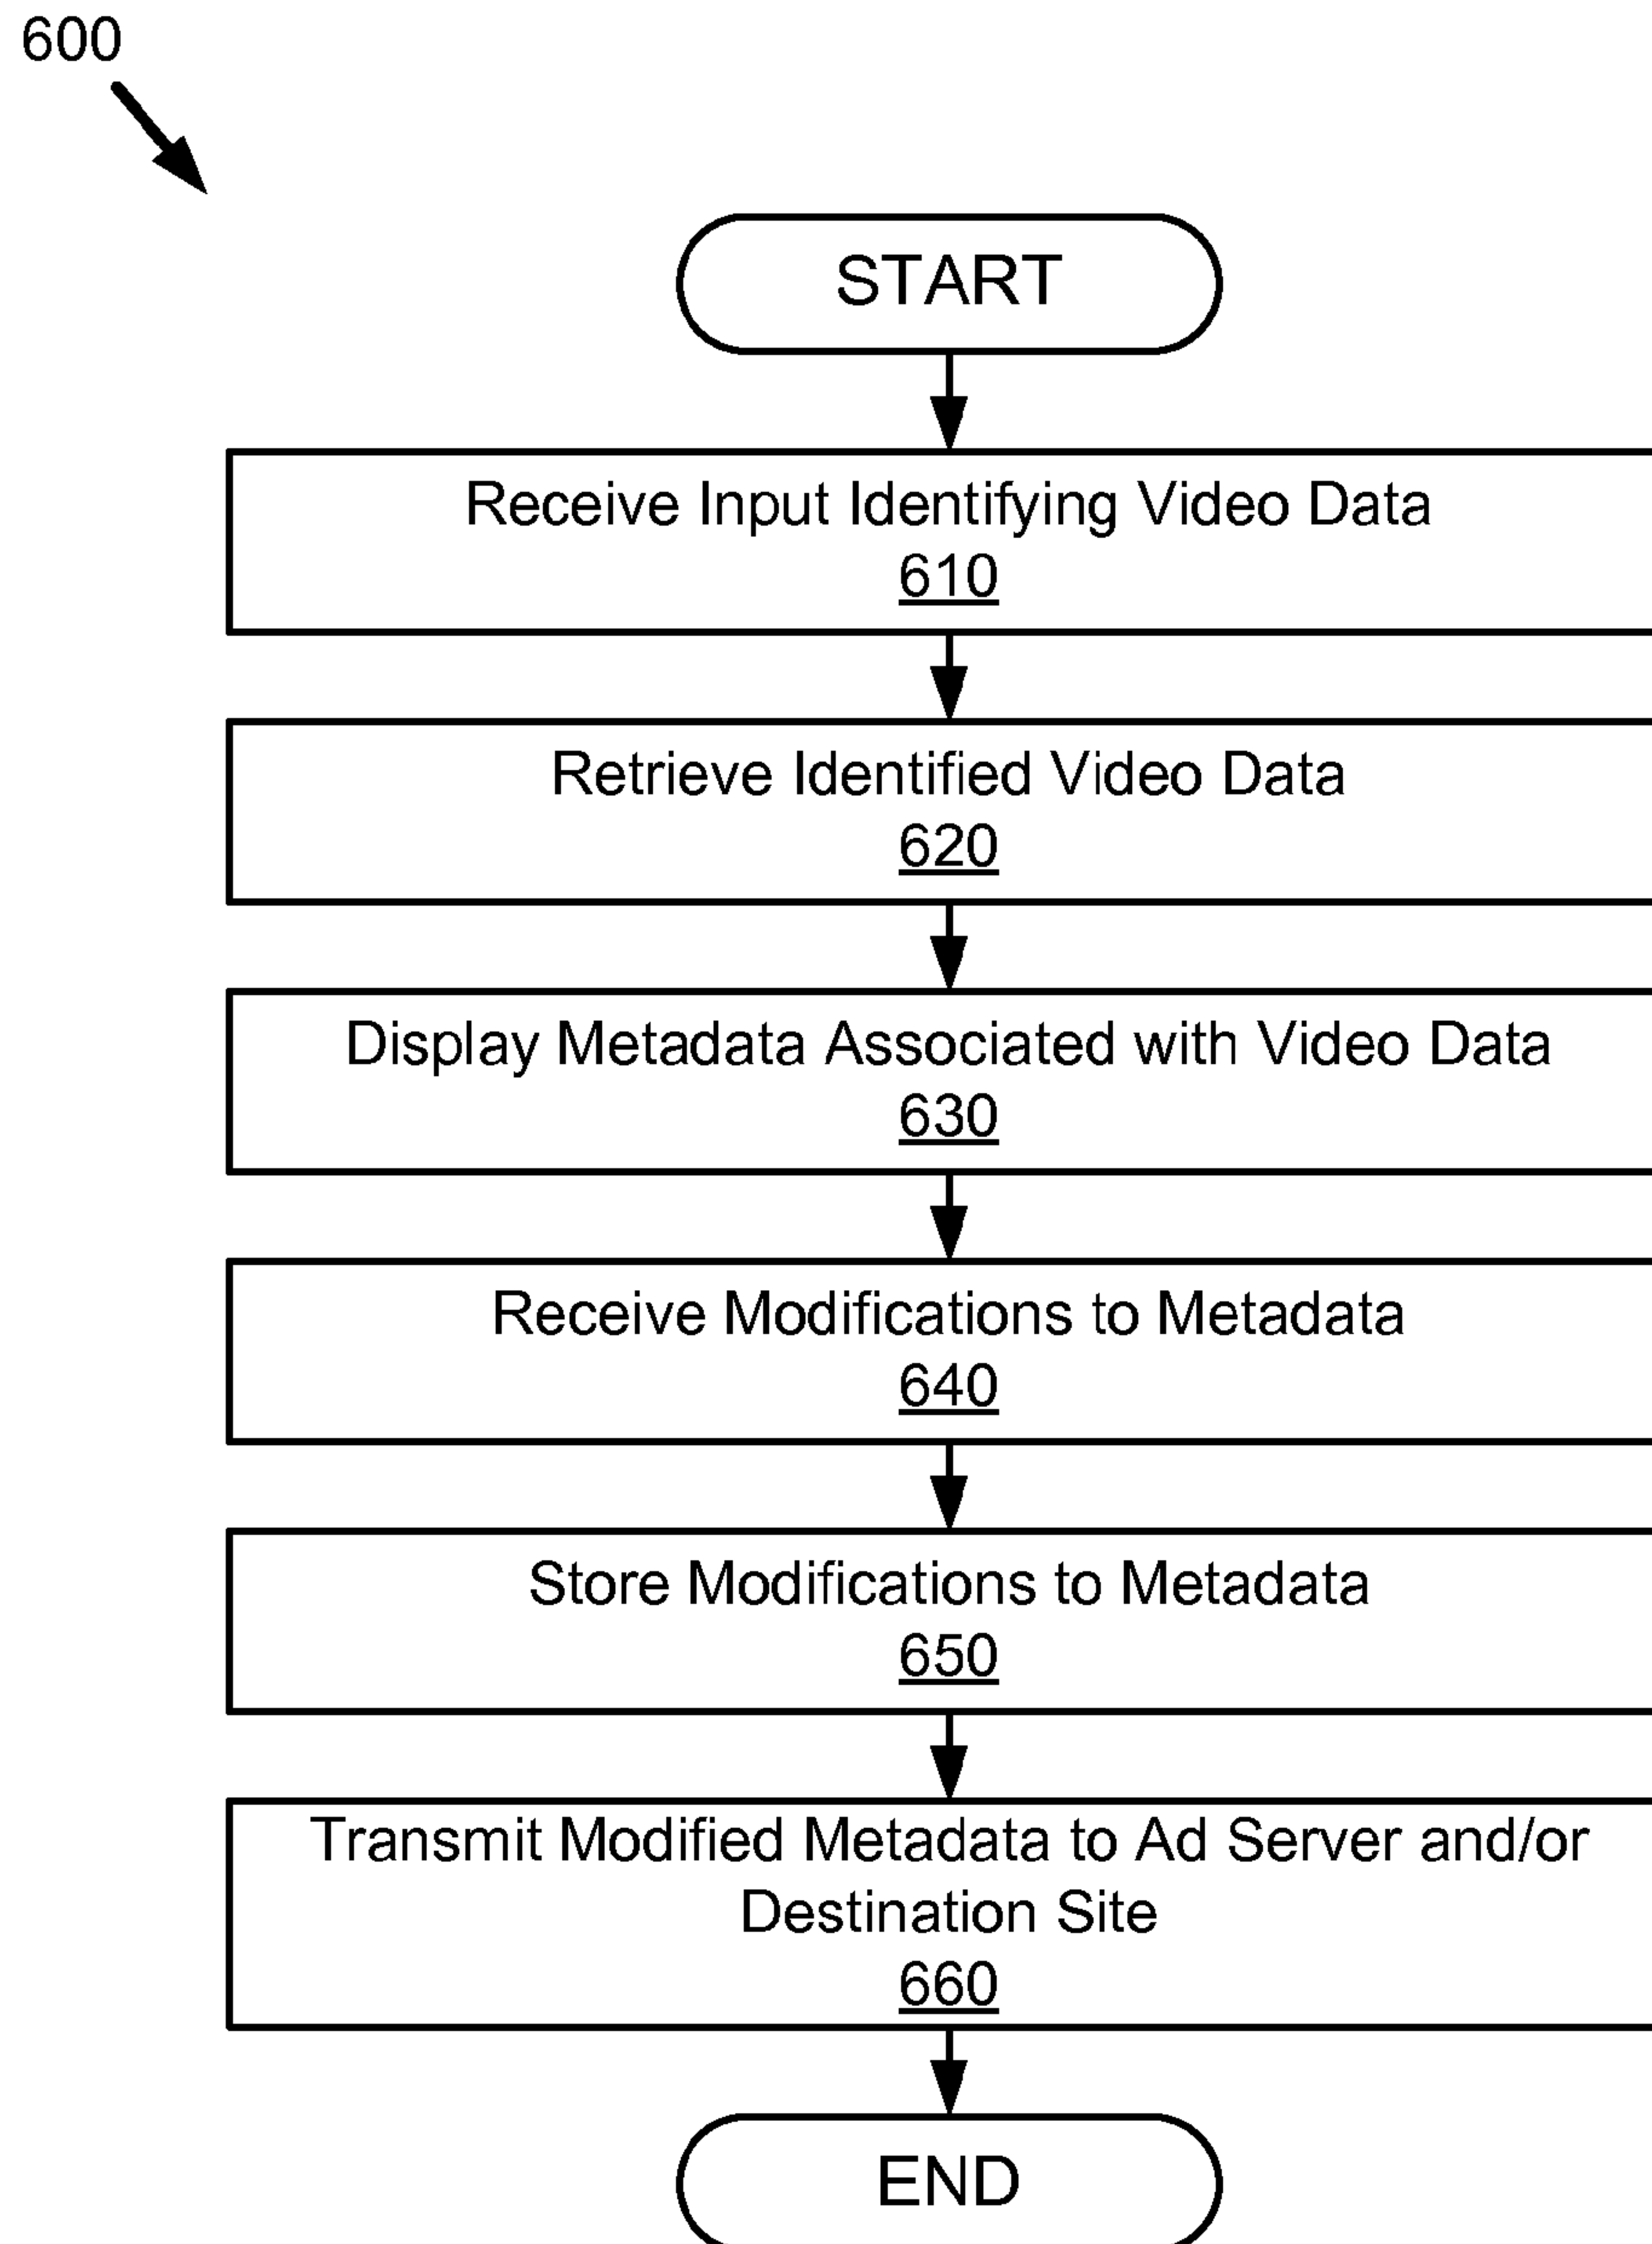 600
START
Receive Input Identifying Video Data
610
Retrieve Identified Video Data
620
Display Metadata Associated with Video Data
630
Receive Modifications to Metadata
640
Store Modifications to Metadata
650
Transmit Modified Metadata to Ad Server and/or
Destination Site
660
END